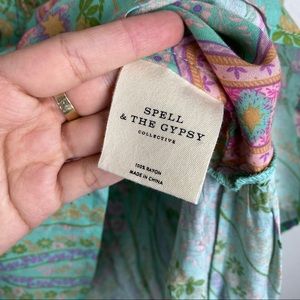 SPELL
& THE GYPSY
COLLECTIVE
100% RAYON
MADE IN CHINA